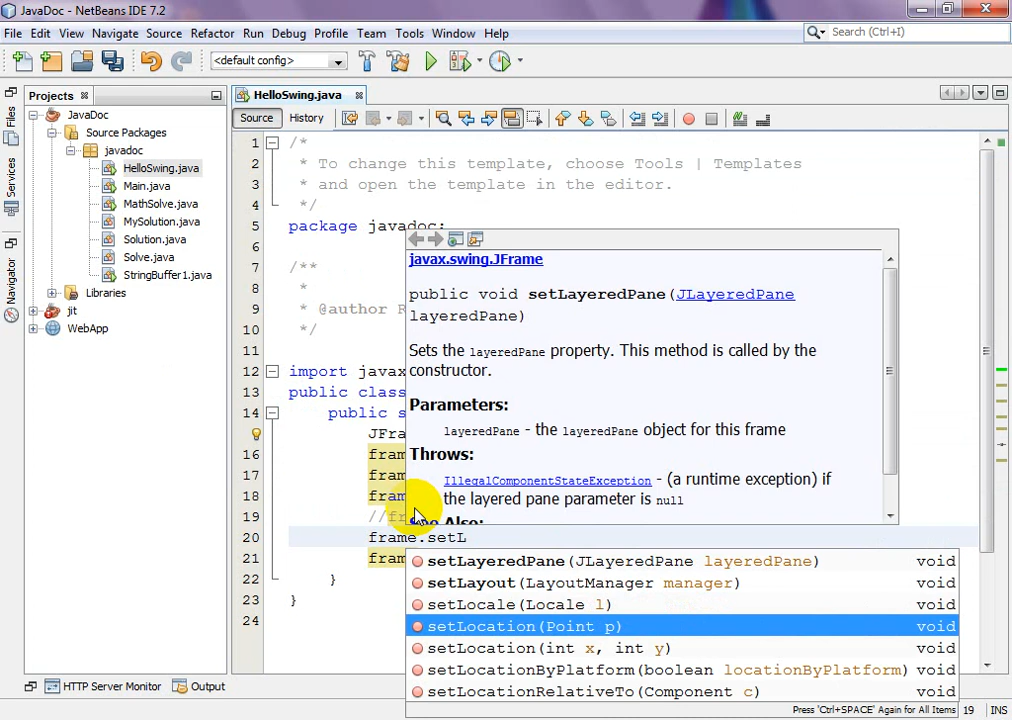 JavaDoc - NetBeans IDE 7.2
File Edit View Navigate Source Refactor Run Debug Profile Team Tools Window Help
Search (Ctrl+I)
<default config>
Files
Services
Navigator
Projects
JavaDoc
Source Packages
javadoc
HelloSwing.java
Main.java
MathSolve.java
MySolution.java
Solution.java
Solve.java
StringBuffer1.java
Libraries
jit
WebApp
HelloSwing.java
Source History
1 /*
2 * To change this template, choose Tools | Templates
3 * and open the template in the editor.
4 */
5 package javadoc;
6
7 /**
8 *
9 * @author R
10 */
11
12 import javax
13 public class
14 public s
JFra
16 fram
17 fram
18 fram
19 //fr
20 frame.setL
21 fram
22 }
23 }
24
javax.swing.JFrame
public void setLayeredPane(JLayeredPane
layeredPane)
Sets the layeredPane property. This method is called by the
constructor.
Parameters:
layeredPane - the layeredPane object for this frame
Throws:
IllegalComponentStateException - (a runtime exception) if
the layered pane parameter is null
See Also:
setLayeredPane(JLayeredPane layeredPane) void
setLayout(LayoutManager manager) void
setLocale(Locale l) void
setLocation(Point p) void
setLocation(int x, int y) void
setLocationByPlatform(boolean locationByPlatform) void
setLocationRelativeTo(Component c) void
Press 'Ctrl+SPACE' Again for All Items
HTTP Server Monitor Output
19 INS